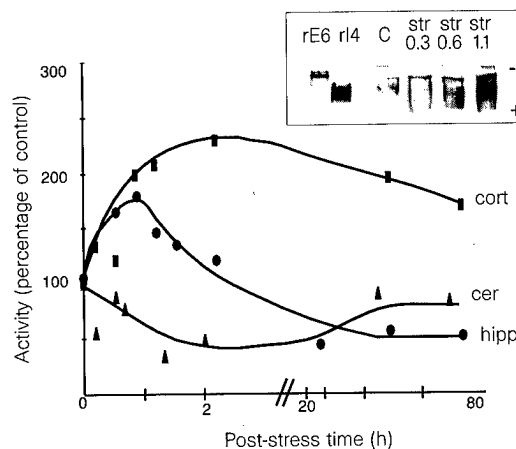 rE6 rI4 C str str str
0.3 0.6 1.1
-
+
300
200
100
0
Activity (percentage of control)
cort
cer
hipp
0 2 20 80
Post-stress time (h)